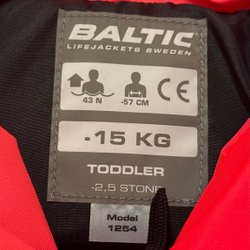 BALTIC
LIFEJACKETS SWEDEN
43 N
-57 CM
CE
-15 KG
TODDLER
-2,5 STONE
Model
1254